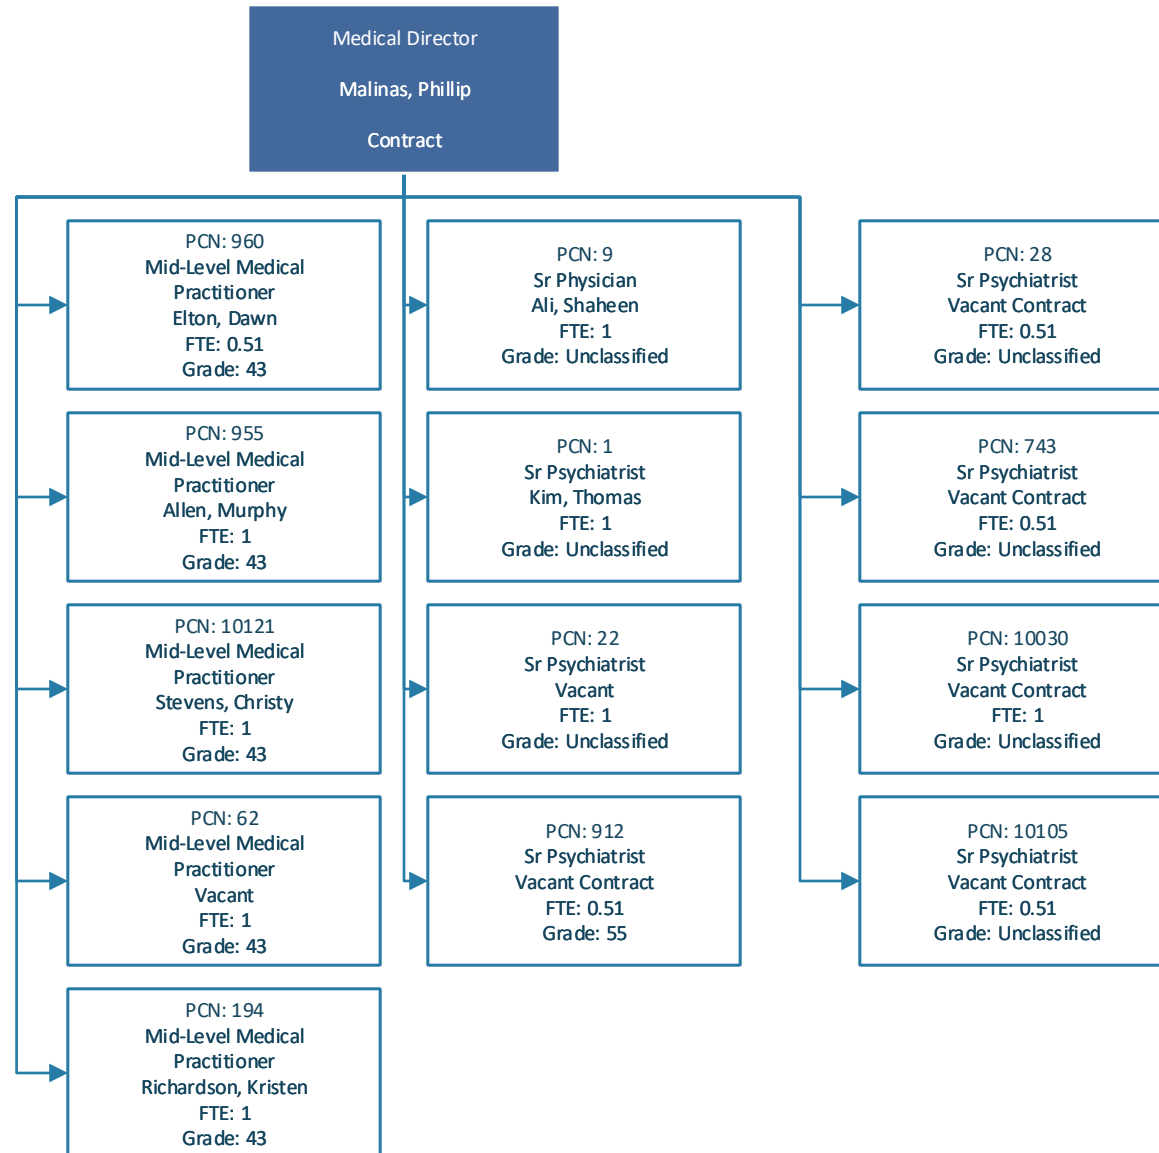 Medical Director
Malinas, Phillip
Contract
PCN: 960
Mid-Level Medical
Practitioner
Elton, Dawn
FTE: 0.51
Grade: 43
PCN: 955
Mid-Level Medical
Practitioner
Allen, Murphy
FTE: 1
Grade: 43
PCN: 10121
Mid-Level Medical
Practitioner
Stevens, Christy
FTE: 1
Grade: 43
PCN: 62
Mid-Level Medical
Practitioner
Vacant
FTE: 1
Grade: 43
PCN: 194
Mid-Level Medical
Practitioner
Richardson, Kristen
FTE: 1
Grade: 43
PCN: 9
Sr Physician
Ali, Shaheen
FTE: 1
Grade: Unclassified
PCN: 1
Sr Psychiatrist
Kim, Thomas
FTE: 1
Grade: Unclassified
PCN: 22
Sr Psychiatrist
Vacant
FTE: 1
Grade: Unclassified
PCN: 912
Sr Psychiatrist
Vacant Contract
FTE: 0.51
Grade: 55
PCN: 28
Sr Psychiatrist
Vacant Contract
FTE: 0.51
Grade: Unclassified
PCN: 743
Sr Psychiatrist
Vacant Contract
FTE: 0.51
Grade: Unclassified
PCN: 10030
Sr Psychiatrist
Vacant Contract
FTE: 1
Grade: Unclassified
PCN: 10105
Sr Psychiatrist
Vacant Contract
FTE: 0.51
Grade: Unclassified